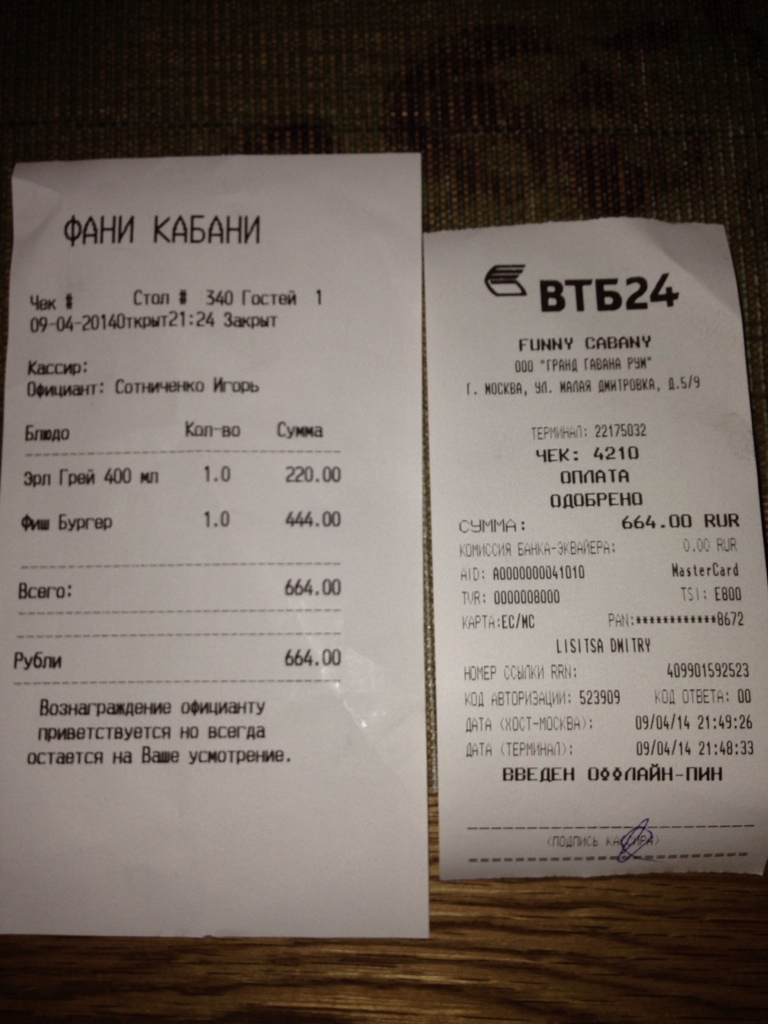 ФАНИ КАБАНИ
Чек # Стол # 340 Гостей 1
09-04-2014Открыт21:24 Закрыт
Кассир:
Официант: Сотниченко Игорь
Блюдо Кол-во Сумма
Эрл Грей 400 мл 1.0 220.00
Фиш Бургер 1.0 444.00
Всего: 664.00
Рубли 664.00
Вознаграждение официанту
приветствуется но всегда
остается на Ваше усмотрение.
ВТБ24
FUNNY CABANY
ООО "ГРАНД ГАВАНА РУМ"
Г. МОСКВА, УЛ. МАЛАЯ ДМИТРОВКА, Д.5/9
ТЕРМИНАЛ: 22175032
ЧЕК: 4210
ОПЛАТА
ОДОБРЕНО
СУММА: 664.00 RUR
КОМИССИЯ БАНКА-ЭКВАЙЕРА: 0.00 RUR
AID: A0000000041010 MasterCard
TVR: 0000008000 TSI: E800
КАРТА:EC/MC PAN:************8672
LISITSA DMITRY
НОМЕР ССЫЛКИ RRN: 409901592523
КОД АВТОРИЗАЦИИ: 523909 КОД ОТВЕТА: 00
ДАТА (ХОСТ-МОСКВА): 09/04/14 21:49:26
ДАТА (ТЕРМИНАЛ): 09/04/14 21:48:33
ВВЕДЕН ОФФЛАЙН-ПИН
(ПОДПИСЬ КАССИРА)